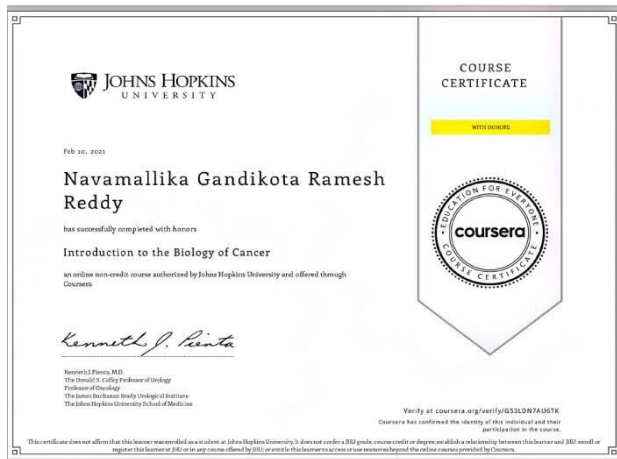 JOHNS HOPKINS
UNIVERSITY
COURSE
CERTIFICATE
WITH HONORS
Feb 10, 2021
Navamallika Gandikota Ramesh
Reddy
has successfully completed with honors
Introduction to the Biology of Cancer
an online non-credit course authorized by Johns Hopkins University and offered through
Coursera
EDUCATION FOR EVERYONE
coursera
COURSE CERTIFICATE
Kenneth J. Pienta
Kenneth J. Pienta, M.D.
The Donald S. Coffey Professor of Urology
Professor of Oncology
The James Buchanan Brady Urological Institute
The Johns Hopkins University School of Medicine
Verify at coursera.org/verify/GS3LDN7AU6TK
Coursera has confirmed the identity of this individual and their
participation in the course.
This certificate does not affirm that this learner was enrolled as a student at Johns Hopkins University. It does not confer a JHU grade, course credit or degree; establish a relationship between this learner and JHU; enroll or
register this learner at JHU or in any course offered by JHU; or entitle this learner to access or use resources beyond the online courses provided by Coursera.